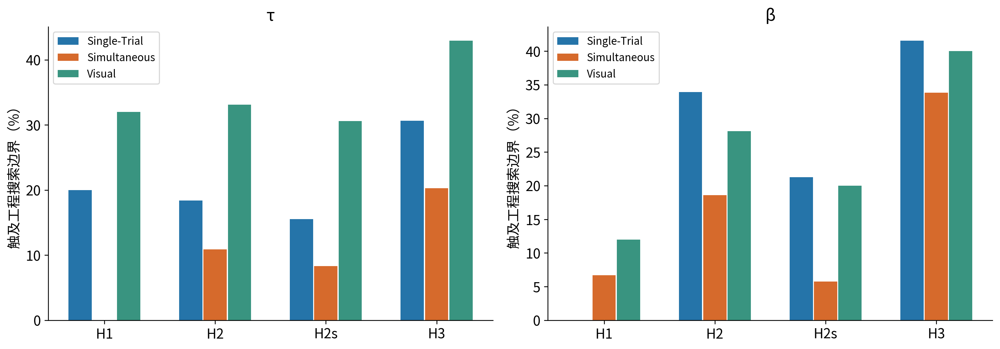 τ
Single-Trial
Simultaneous
Visual
触及工程搜索边界（%）
40
30
20
10
0
H1
H2
H2s
H3
β
Single-Trial
Simultaneous
Visual
触及工程搜索边界（%）
40
35
30
25
20
15
10
5
0
H1
H2
H2s
H3